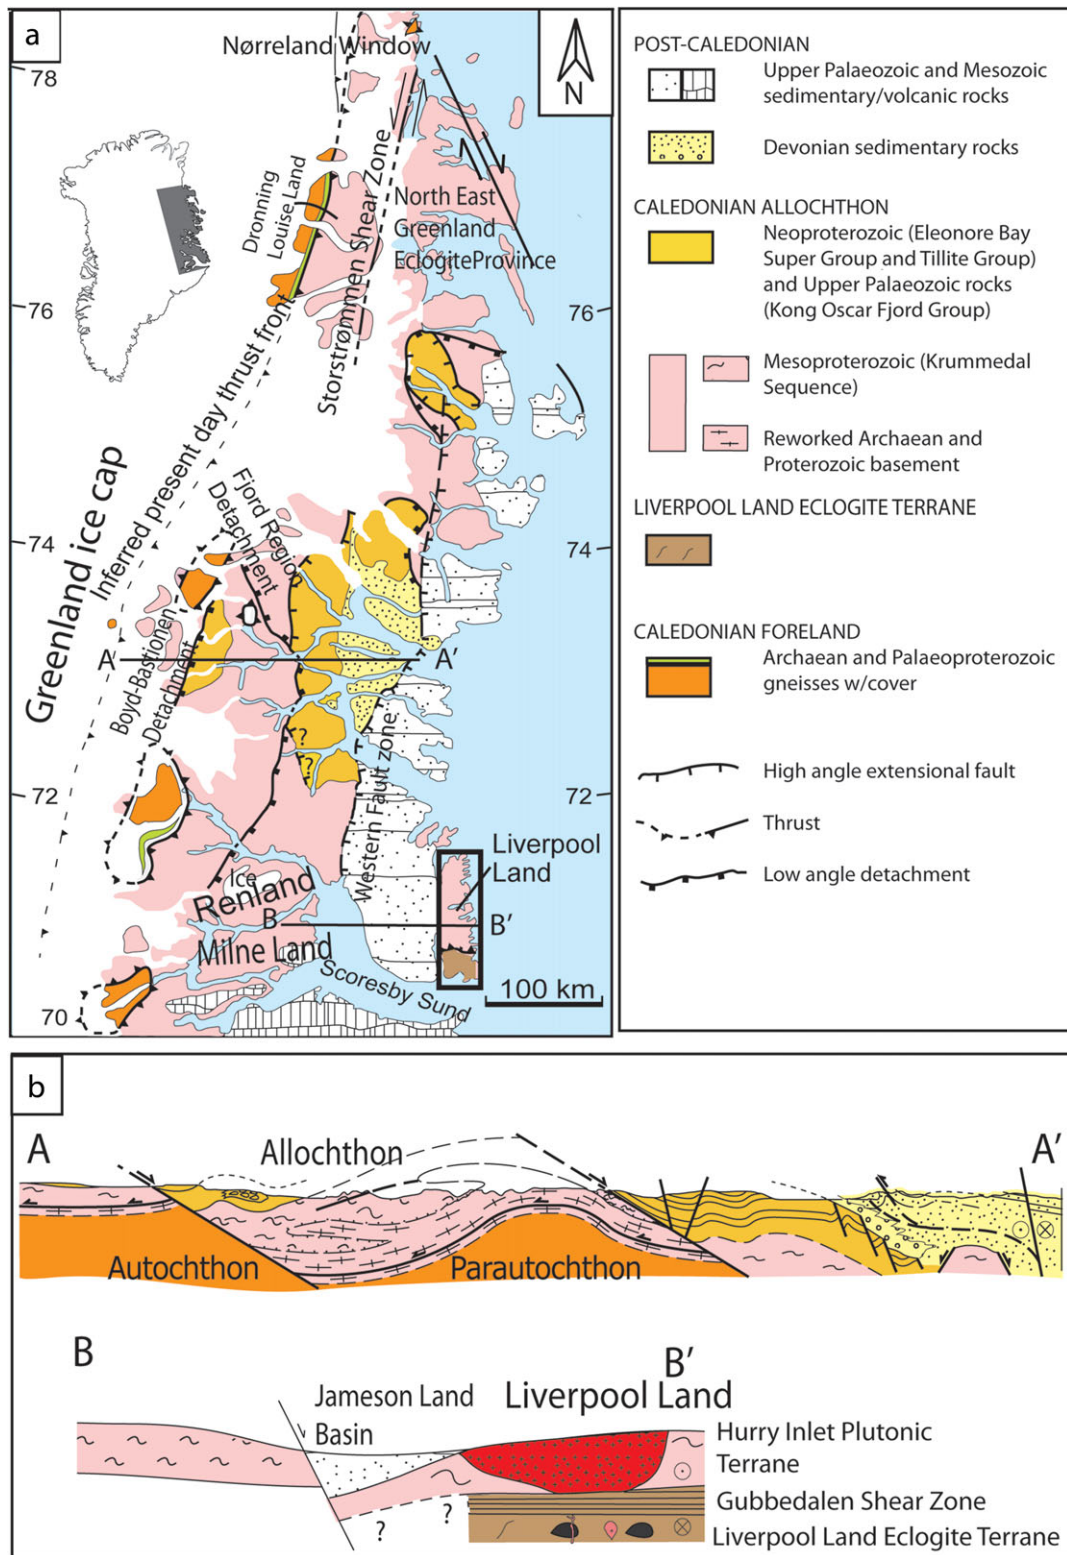 a
Nørreland Window
N
78
Dronning
Louise Land
Storstrømmen Shear Zone
North East
Greenland
EclogiteProvince
76
76
Inferred present day thrust front
Greenland ice cap
Fjord Region
Detachment
74
74
Boyd-Bastionen
Detachment
A
A'
?
?
Western Fault zone
72
72
Liverpool
Land
Ice
Renland
B
B'
Milne Land
Scoresby Sund
100 km
70
POST-CALEDONIAN
Upper Palaeozoic and Mesozoic
sedimentary/volcanic rocks
Devonian sedimentary rocks
CALEDONIAN ALLOCHTHON
Neoproterozoic (Eleonore Bay
Super Group and Tillite Group)
and Upper Palaeozoic rocks
(Kong Oscar Fjord Group)
Mesoproterozoic (Krummedal
Sequence)
Reworked Archaean and
Proterozoic basement
LIVERPOOL LAND ECLOGITE TERRANE
CALEDONIAN FORELAND
Archaean and Palaeoproterozoic
gneisses w/cover
High angle extensional fault
Thrust
Low angle detachment
b
A
A'
Allochthon
Autochthon
Parautochthon
B
B'
Jameson Land
Basin
Liverpool Land
Hurry Inlet Plutonic
Terrane
? ?
Gubbedalen Shear Zone
Liverpool Land Eclogite Terrane